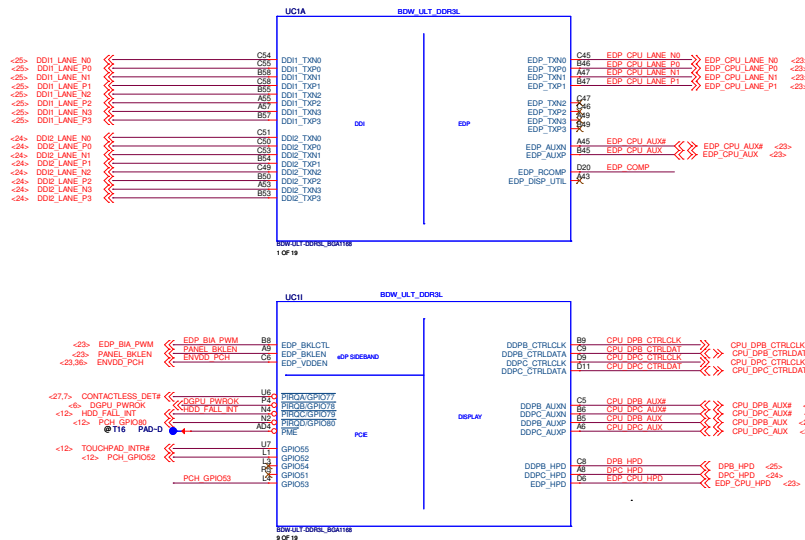 UC1A BDW_ULT_DDR3L
<25> DDI1_LANE_N0 C54 DDI1_TXN0 EDP_TXN0 C45 EDP_CPU_LANE_N0 EDP_CPU_LANE_N0 <23>
<25> DDI1_LANE_P0 C55 DDI1_TXP0 EDP_TXP0 B46 EDP_CPU_LANE_P0 EDP_CPU_LANE_P0 <23>
<25> DDI1_LANE_N1 B58 DDI1_TXN1 EDP_TXN1 A47 EDP_CPU_LANE_N1 EDP_CPU_LANE_N1 <23>
<25> DDI1_LANE_P1 C58 DDI1_TXP1 EDP_TXP1 B47 EDP_CPU_LANE_P1 EDP_CPU_LANE_P1 <23>
<25> DDI1_LANE_N2 B55 DDI1_TXN2
<25> DDI1_LANE_P2 A55 DDI1_TXP2 EDP_TXN2 C47
<25> DDI1_LANE_N3 A57 DDI1_TXN3 EDP_TXP2 C46
<25> DDI1_LANE_P3 B57 DDI1_TXP3 EDP_TXN3 A49
DDI EDP EDP_TXP3 B49
<24> DDI2_LANE_N0 C51 DDI2_TXN0
<24> DDI2_LANE_P0 C50 DDI2_TXP0 EDP_AUXN A45 EDP_CPU_AUX# EDP_CPU_AUX# <23>
<24> DDI2_LANE_N1 C53 DDI2_TXN1 EDP_AUXP B45 EDP_CPU_AUX EDP_CPU_AUX <23>
<24> DDI2_LANE_P1 B54 DDI2_TXP1
<24> DDI2_LANE_N2 C49 DDI2_TXN2 EDP_RCOMP D20 EDP_COMP
<24> DDI2_LANE_P2 B50 DDI2_TXP2 EDP_DISP_UTIL A43
<24> DDI2_LANE_N3 A53 DDI2_TXN3
<24> DDI2_LANE_P3 B53 DDI2_TXP3
BDW-ULT-DDR3L_BGA1168
1 OF 19
UC1I BDW_ULT_DDR3L
<23> EDP_BIA_PWM EDP_BIA_PWM B8 EDP_BKLCTL DDPB_CTRLCLK B9 CPU_DPB_CTRLCLK CPU_DPB_CTRLCLK
<23> PANEL_BKLEN PANEL_BKLEN A9 EDP_BKLEN eDP SIDEBAND DDPB_CTRLDATA C9 CPU_DPB_CTRLDAT CPU_DPB_CTRLDAT
<23,36> ENVDD_PCH ENVDD_PCH C6 EDP_VDDEN DDPC_CTRLCLK D9 CPU_DPC_CTRLCLK CPU_DPC_CTRLCLK
DDPC_CTRLDATA D11 CPU_DPC_CTRLDAT CPU_DPC_CTRLDAT
<27,7> CONTACTLESS_DET# U6 PIRQA/GPIO77
<6> DGPU_PWROK DGPU_PWROK P4 PIRQB/GPIO78 DDPB_AUXN C5 CPU_DPB_AUX# CPU_DPB_AUX#
<12> HDD_FALL_INT HDD_FALL_INT N4 PIRQC/GPIO79 DISPLAY DDPC_AUXN B6 CPU_DPC_AUX# CPU_DPC_AUX#
<12> PCH_GPIO80 N2 PIRQD/GPIO80 DDPB_AUXP B5 CPU_DPB_AUX CPU_DPB_AUX
@T16 PAD~D AD4 PME PCIE DDPC_AUXP A6 CPU_DPC_AUX CPU_DPC_AUX
<12> TOUCHPAD_INTR# U7 GPIO55
<12> PCH_GPIO52 L1 GPIO52
L3 GPIO54 DDPB_HPD C8 DPB_HPD DPB_HPD <25>
GPIO51 DDPC_HPD A8 DPC_HPD DPC_HPD <24>
PCH_GPIO53 L4 GPIO53 EDP_HPD D6 EDP_CPU_HPD EDP_CPU_HPD <23>
BDW-ULT-DDR3L_BGA1168
9 OF 19